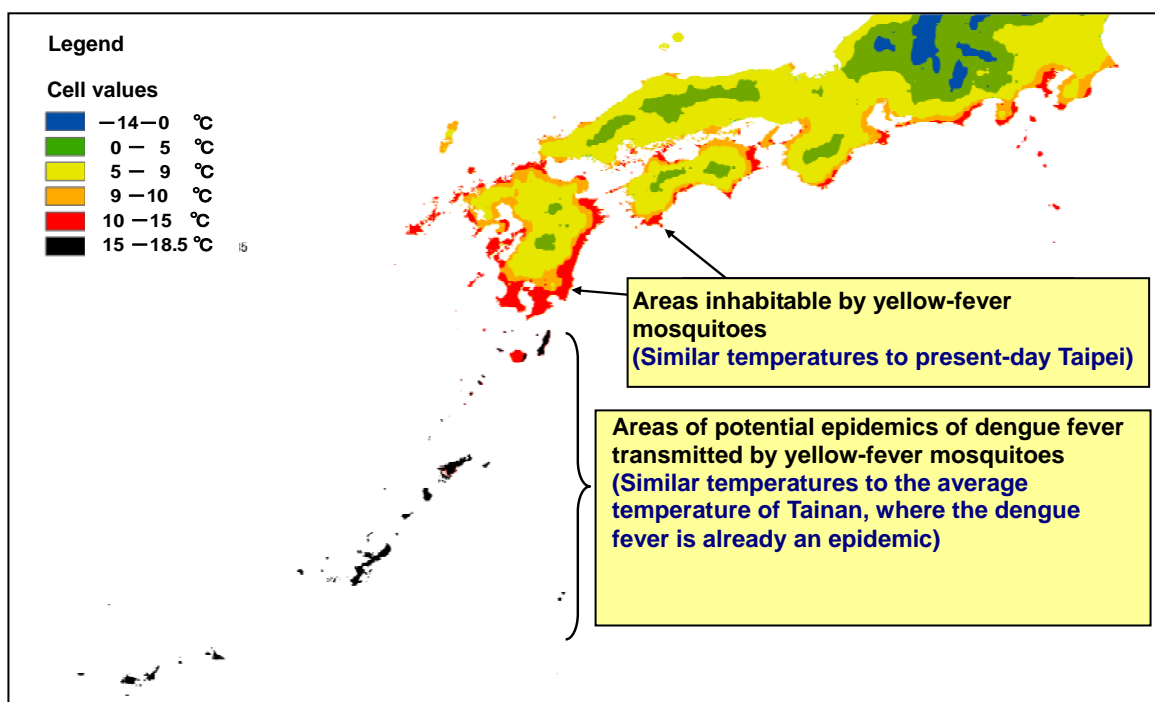 Legend
Cell values
－14－0 ℃
0－ 5 ℃
5 － 9 ℃
9 －10 ℃
10 －15 ℃
15 －18.5 ℃
Areas inhabitable by yellow-fever
mosquitoes
(Similar temperatures to present-day Taipei)
Areas of potential epidemics of dengue fever
transmitted by yellow-fever mosquitoes
(Similar temperatures to the average
temperature of Tainan, where the dengue
fever is already an epidemic)